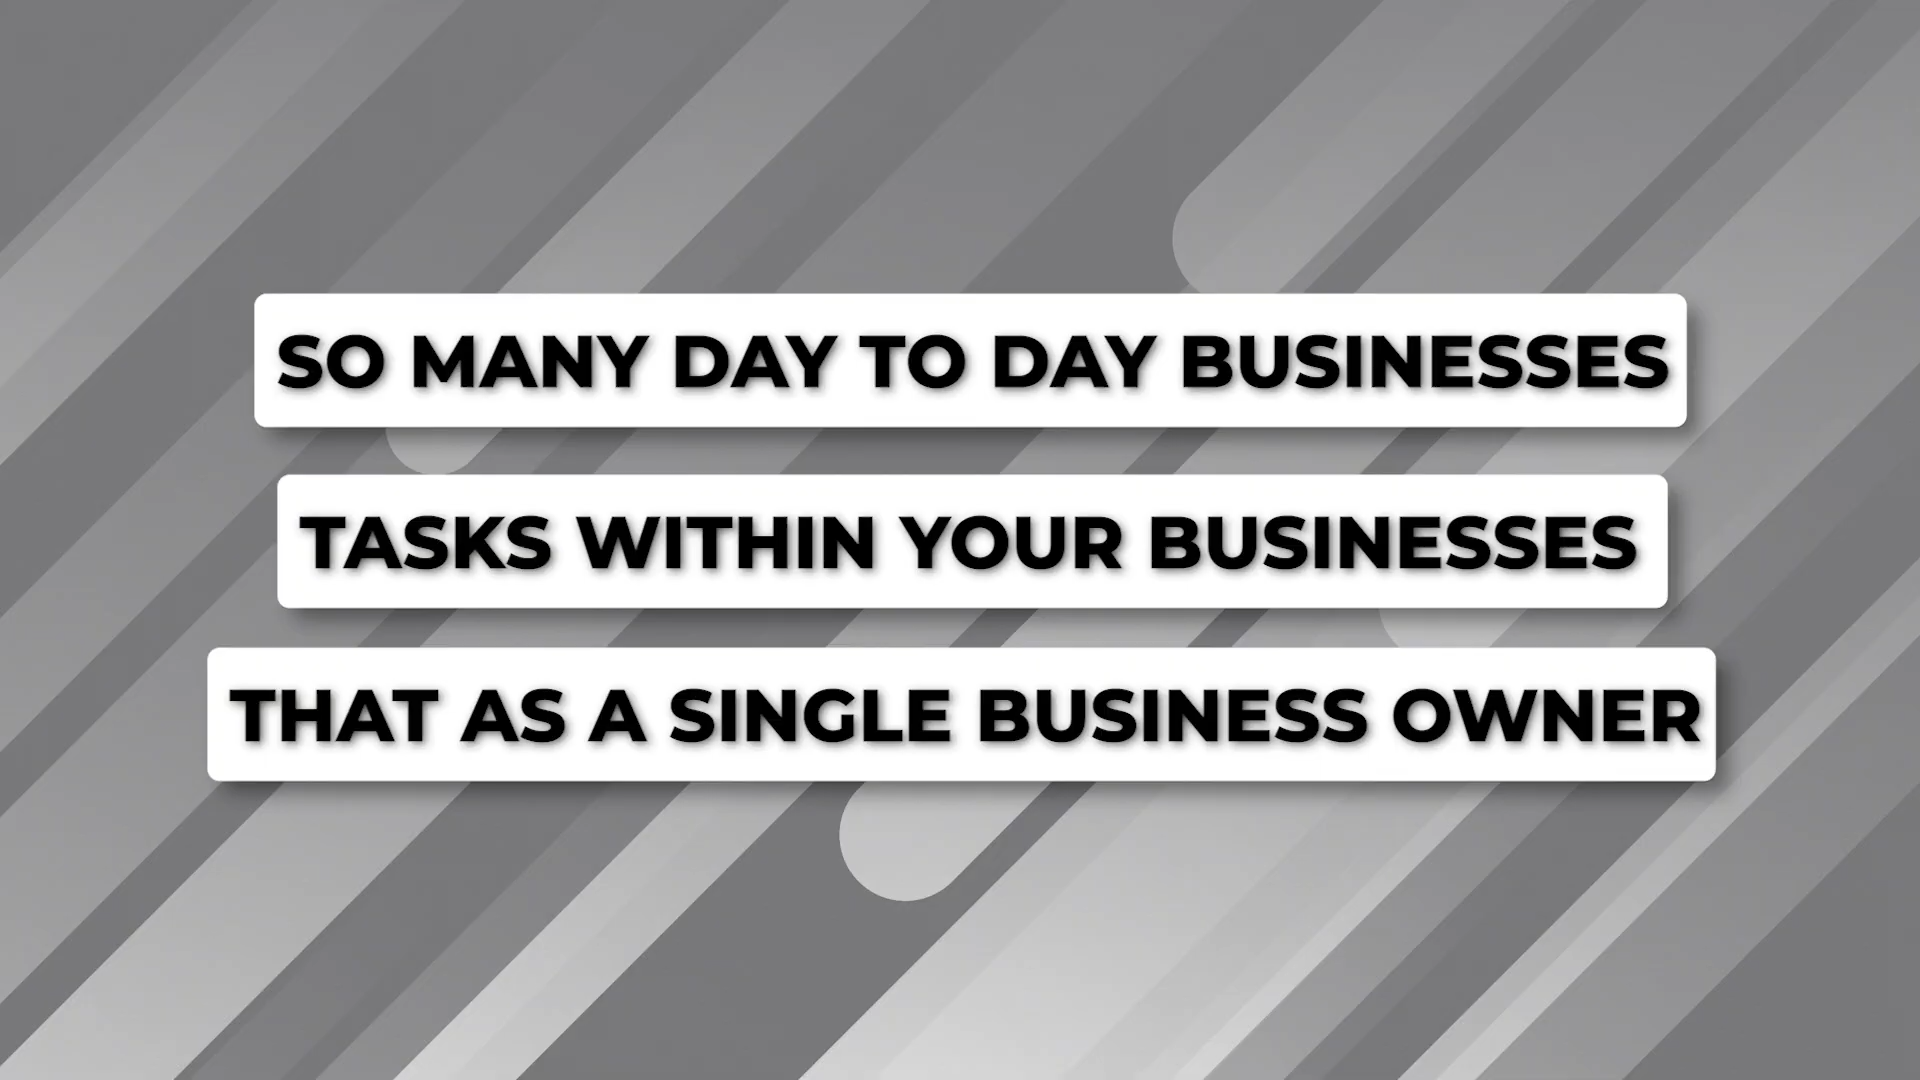 SO MANY DAY TO DAY BUSINESSES
TASKS WITHIN YOUR BUSINESSES
THAT AS A SINGLE BUSINESS OWNER